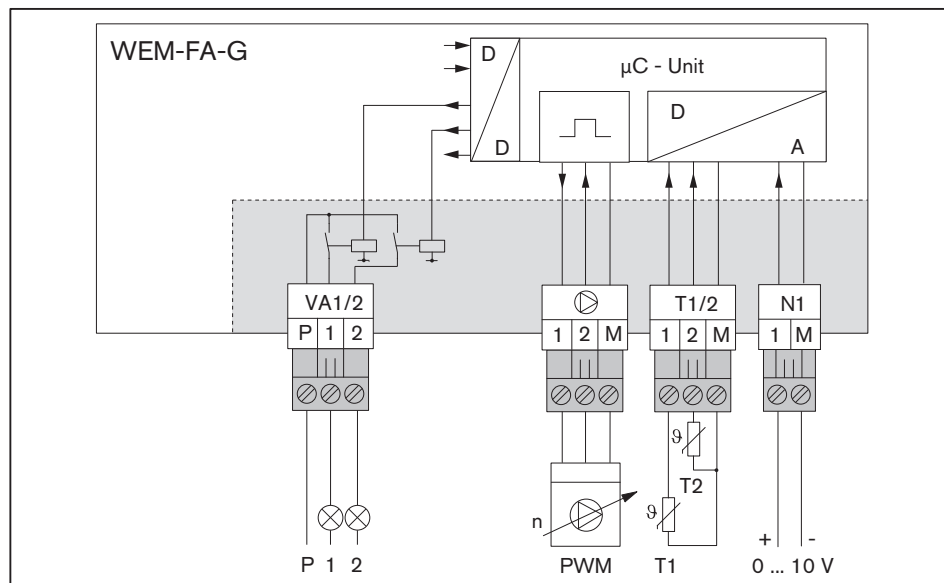 WEM-FA-G
D
D
µC - Unit
D
A
VA1/2
P 1 2
1 2 M
T1/2
1 2 M
N1
1 M
ϑ
T2
ϑ
n
+ -
P 1 2
PWM
T1
0 ... 10 V